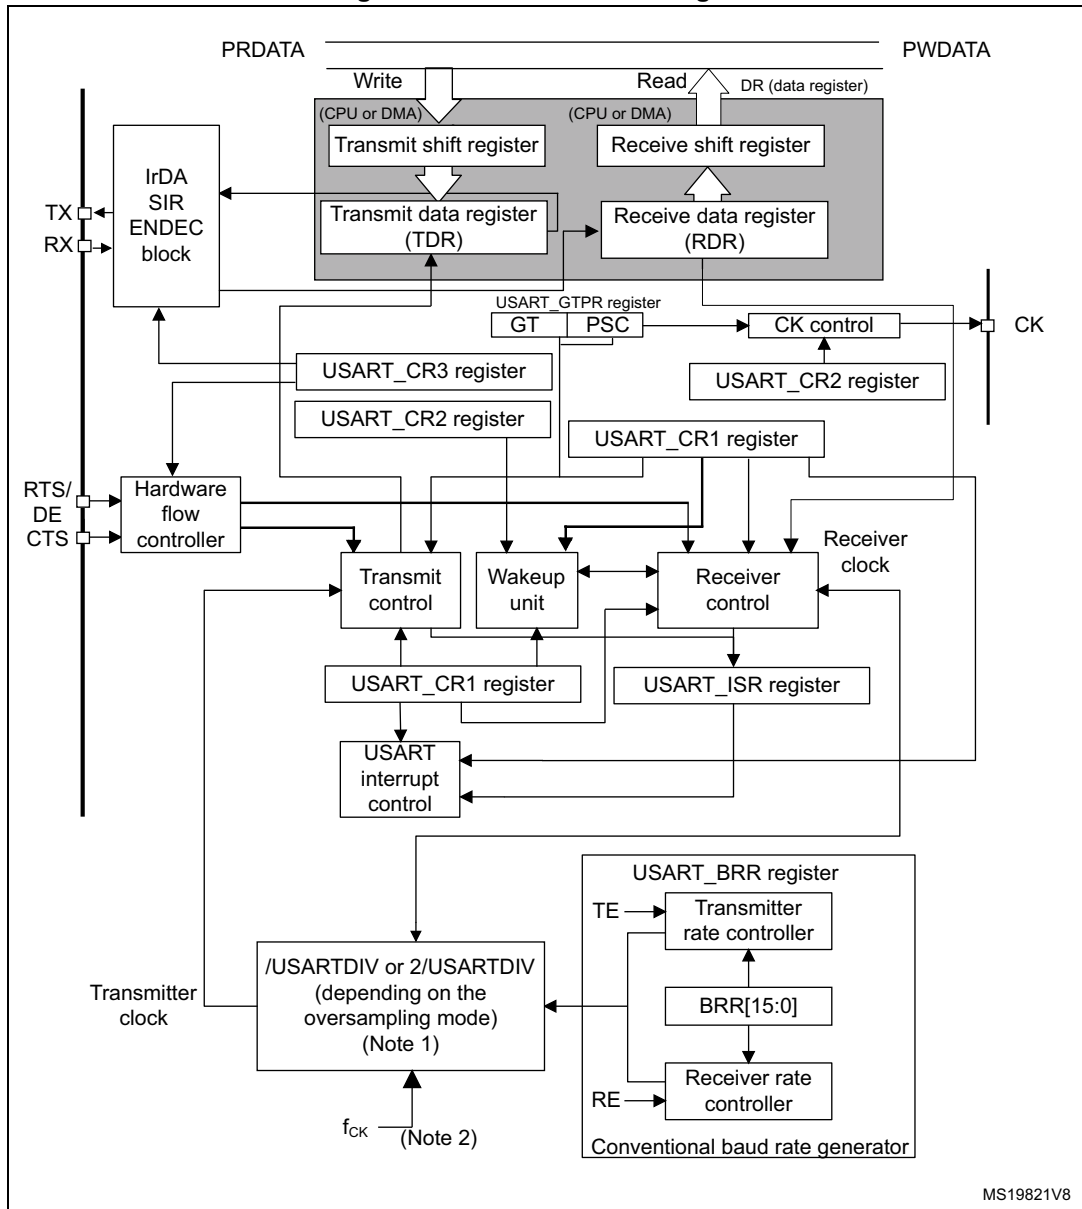 PRDATA
PWDATA
Write
Read
DR (data register)
(CPU or DMA)
(CPU or DMA)
Transmit shift register
Receive shift register
IrDA
SIR
ENDEC
block
TX
RX
Transmit data register
(TDR)
Receive data register
(RDR)
USART_GTPR register
GT
PSC
CK control
CK
USART_CR3 register
USART_CR2 register
USART_CR2 register
USART_CR1 register
RTS/
DE
CTS
Hardware
flow
controller
Receiver
clock
Transmit
control
Wakeup
unit
Receiver
control
USART_CR1 register
USART_ISR register
USART
interrupt
control
USART_BRR register
TE
Transmitter
rate controller
/USARTDIV or 2/USARTDIV
(depending on the
oversampling mode)
(Note 1)
Transmitter
clock
BRR[15:0]
RE
Receiver rate
controller
fCK
(Note 2)
Conventional baud rate generator
MS19821V8